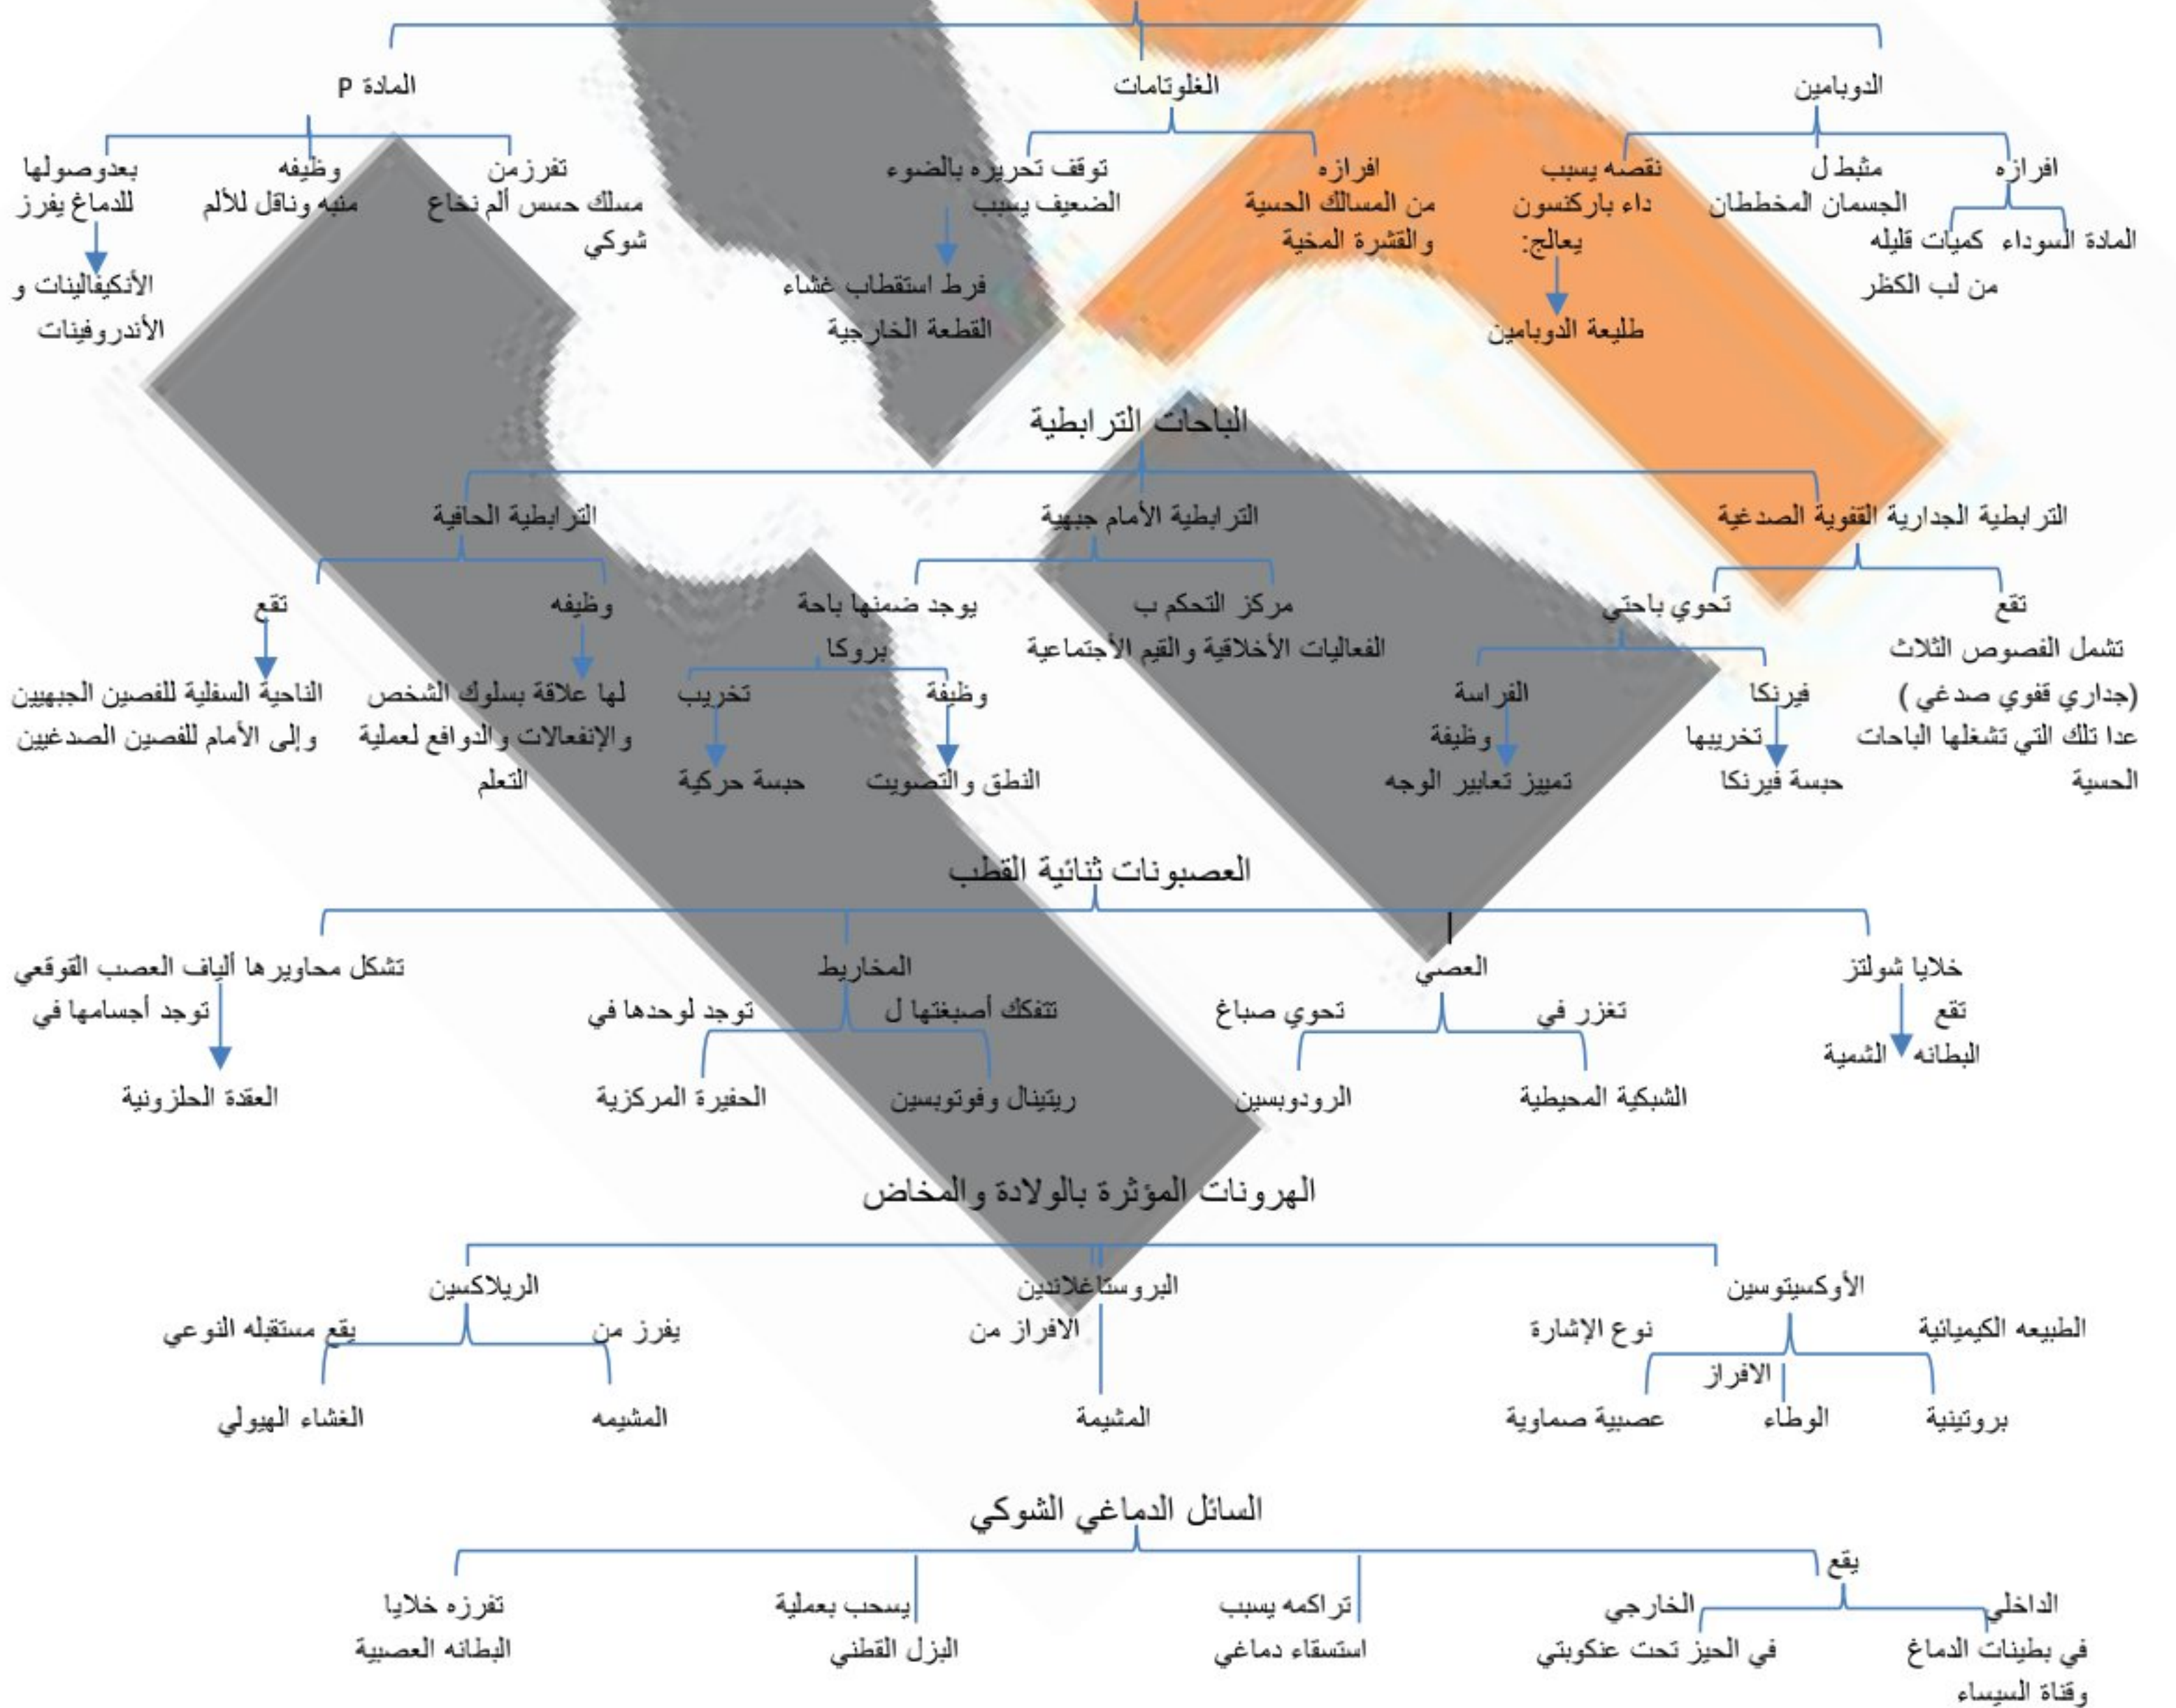 الدوبامين
الغلوتامات
المادة P
افرازه
مثبط ل
نقصه يسبب
افرازه
توقف تحريره بالضوء
تفرزمن
وظيفه
بعدوصولها
الجسمان المخططان
داء باركنسون
من المسالك الحسية
الضعيف يسبب
مسلك حسس ألم نخاع
منبه وناقل للألم
للدماغ يفرز
المادة السوداء
كميات قليله
يعالج:
والقشرة المخية
شوكي
من لب الكظر
فرط استقطاب غشاء
الأنكيفالينات و
طليعة الدوبامين
القطعة الخارجية
الأندروفينات
الباحات الترابطية
الترابطية الجدارية القفوية الصدغية
الترابطية الأمام جبهية
الترابطية الحافية
تقع
تحوي باحتي
مركز التحكم ب
يوجد ضمنها باحة
وظيفه
تقع
تشمل الفصوص الثلاث
الفعاليات الأخلاقية والقيم الأجتماعية
بروكا
(جداري قفوي صدغي )
فيرنكا
الفراسة
وظيفة
تخريب
لها علاقة بسلوك الشخص
الناحية السفلية للفصين الجبهيين
عدا تلك التي تشغلها الباحات
تخريبها
وظيفة
والإنفعالات والدوافع لعملية
وإلى الأمام للفصين الصدغيين
الحسية
حبسة فيرنكا
تمييز تعابير الوجه
النطق والتصويت
حبسة حركية
التعلم
العصبونات ثنائية القطب
خلايا شولتز
العصي
المخاريط
تشكل محاويرها ألياف العصب القوقعي
تقع
تغزر في
تحوي صباغ
تتفكك أصبغتها ل
توجد لوحدها في
توجد أجسامها في
البطانه الشمية
الشبكية المحيطية
الرودوبسين
ريتينال وفوتوبسين
الحفيرة المركزية
العقدة الحلزونية
الهرونات المؤثرة بالولادة والمخاض
الأوكسيتوسين
البروستاغلاندين
الريلاكسين
الطبيعه الكيميائية
نوع الإشارة
الافراز من
يفرز من
يقع مستقبله النوعي
الافراز
بروتينية
الوطاء
عصبية صماوية
المشيمة
المشيمه
الغشاء الهيولي
السائل الدماغي الشوكي
يقع
الداخلي
الخارجي
تراكمه يسبب
يسحب بعملية
تفرزه خلايا
في بطينات الدماغ
في الحيز تحت عنكوبتي
استسقاء دماغي
البزل القطني
البطانه العصبية
وقناة السيساء